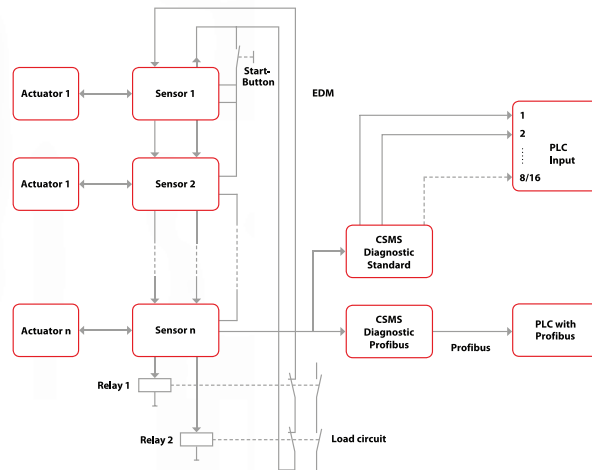 Start-
Button
EDM
Actuator 1
Sensor 1
1
2
PLC
Input
8/16
Actuator 1
Sensor 2
CSMS
Diagnostic
Standard
Actuator n
Sensor n
CSMS
Diagnostic
Profibus
Profibus
PLC with
Profibus
Relay 1
Relay 2
Load circuit